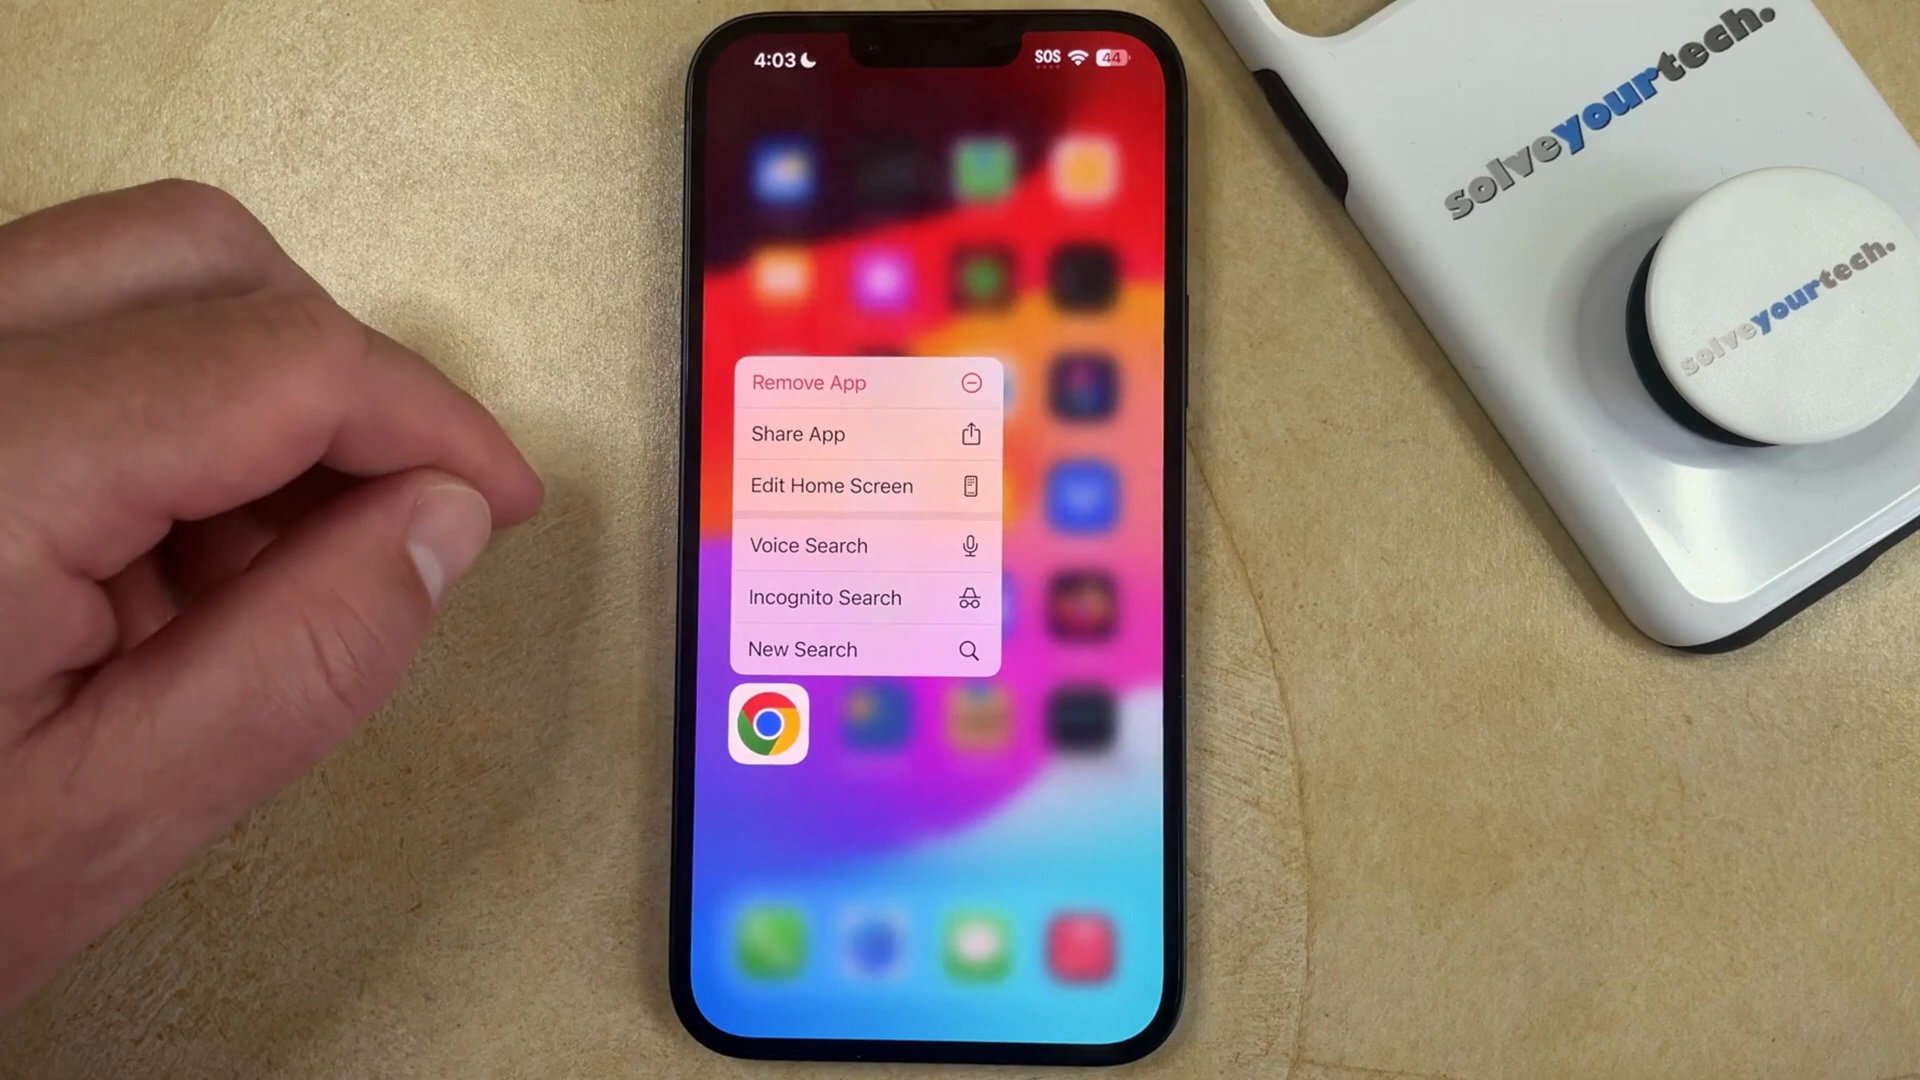 4:03
SOS
44
Remove App
Share App
Edit Home Screen
Voice Search
Incognito Search
New Search
solveyourtech.
solveyourtech.